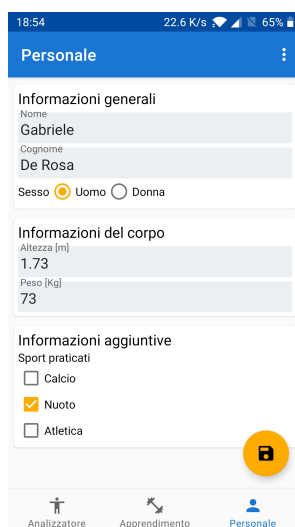 18:54 22.6 K/s 65%
Personale
Informazioni generali
Nome
Gabriele
Cognome
De Rosa
Sesso Uomo Donna
Informazioni del corpo
Altezza [m]
1.73
Peso [Kg]
73
Informazioni aggiuntive
Sport praticati
Calcio
Nuoto
Atletica
Analizzatore Apprendimento Personale